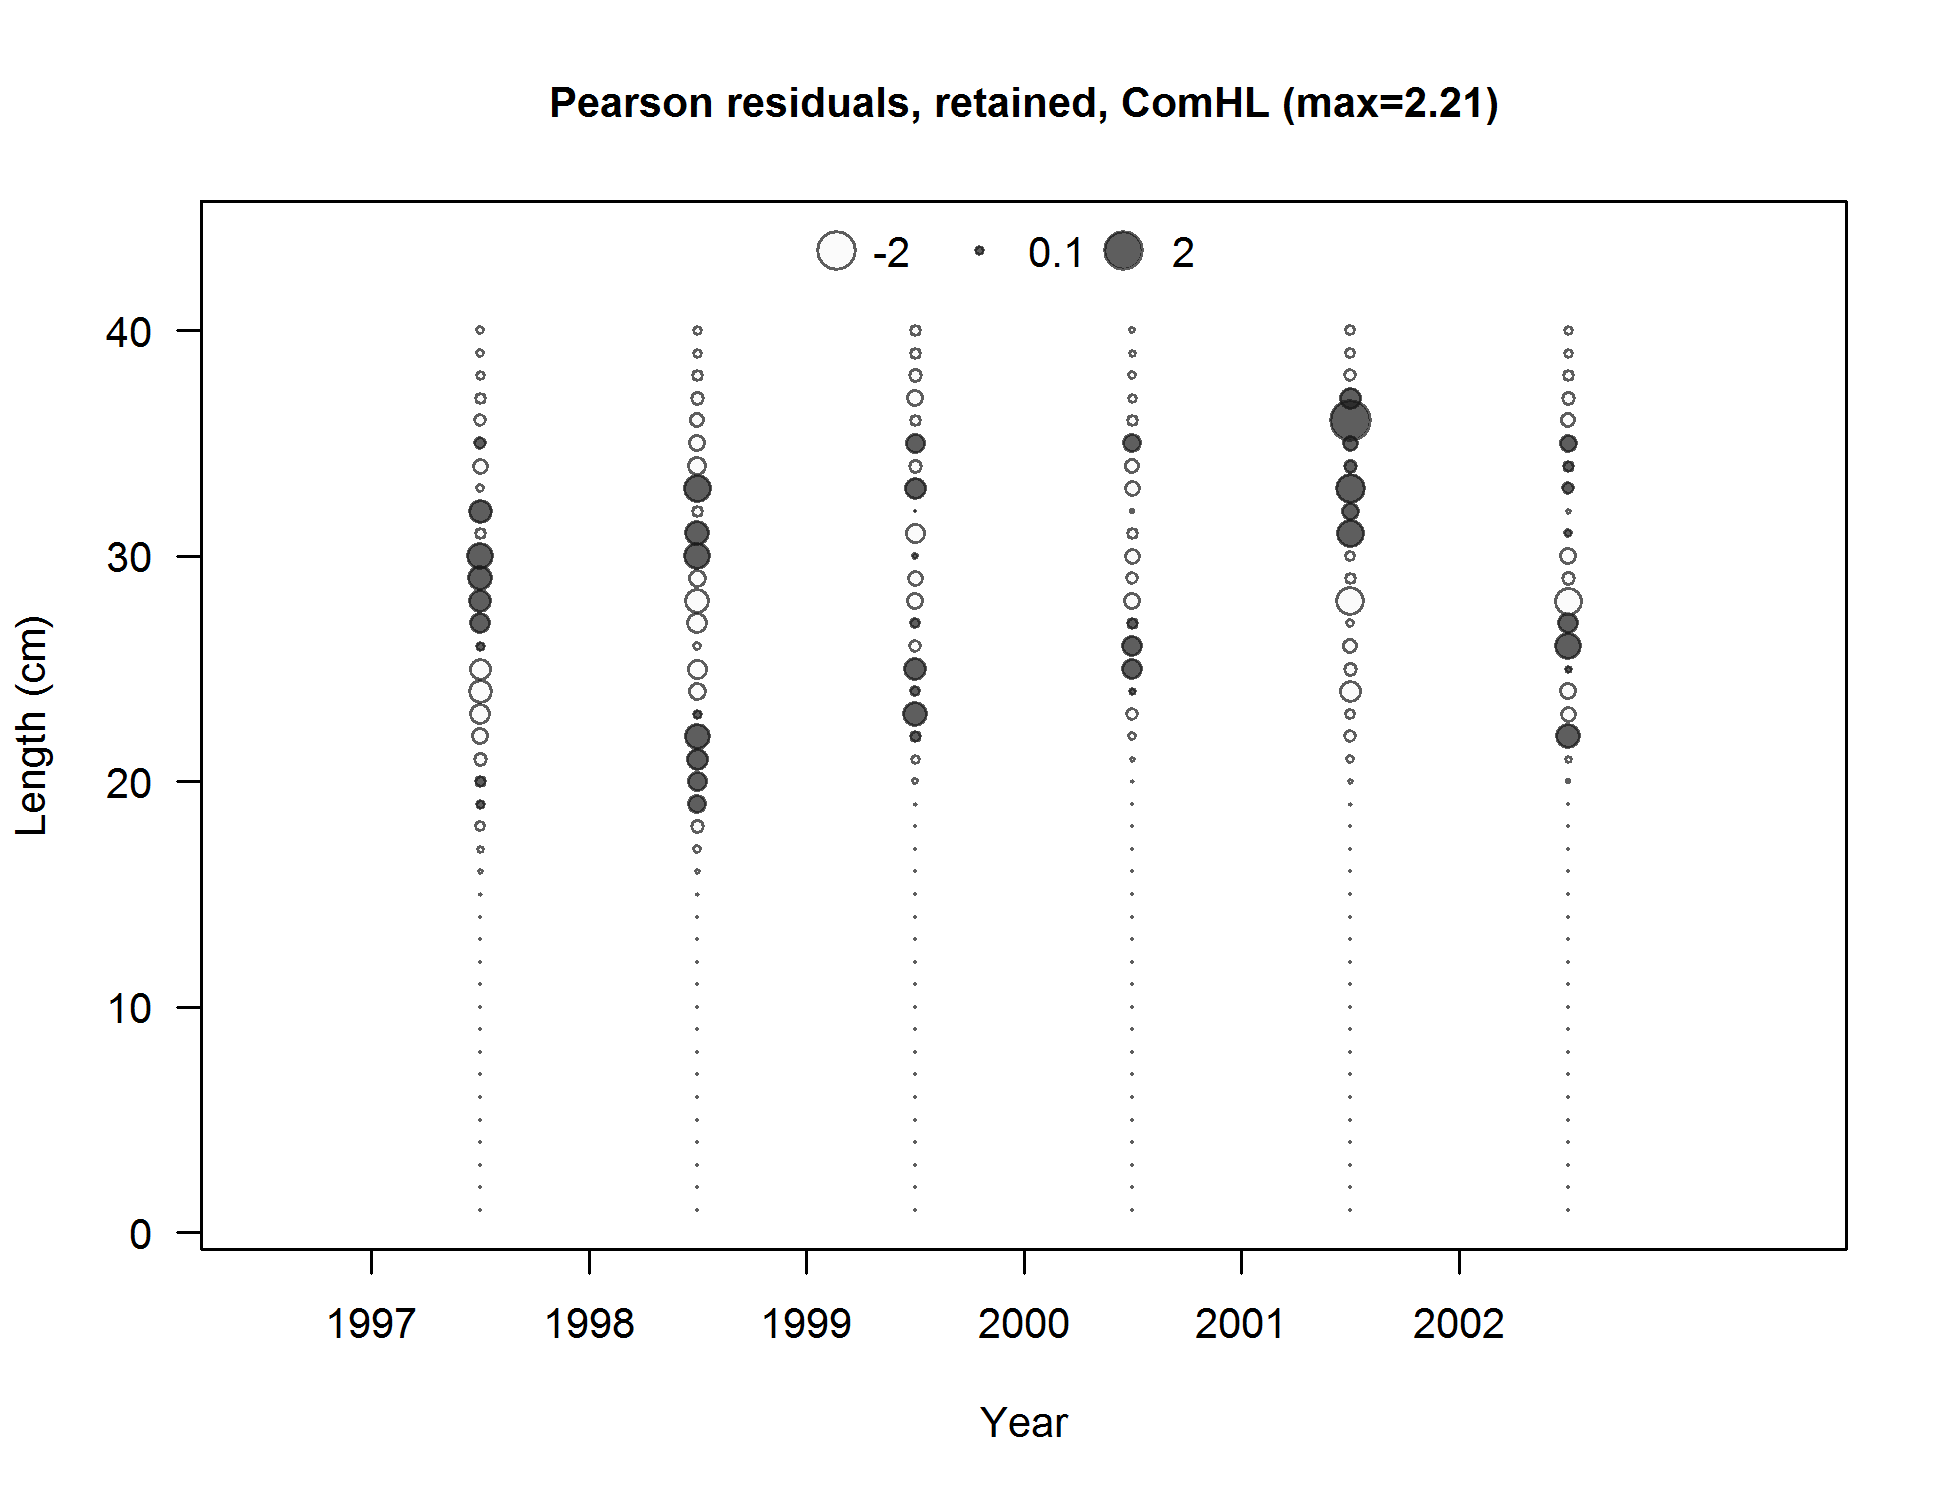 Pearson residuals, retained, ComHL (max=2.21)
-2 0.1 2
40
30
20
10
0
Length (cm)
1997 1998 1999 2000 2001 2002
Year